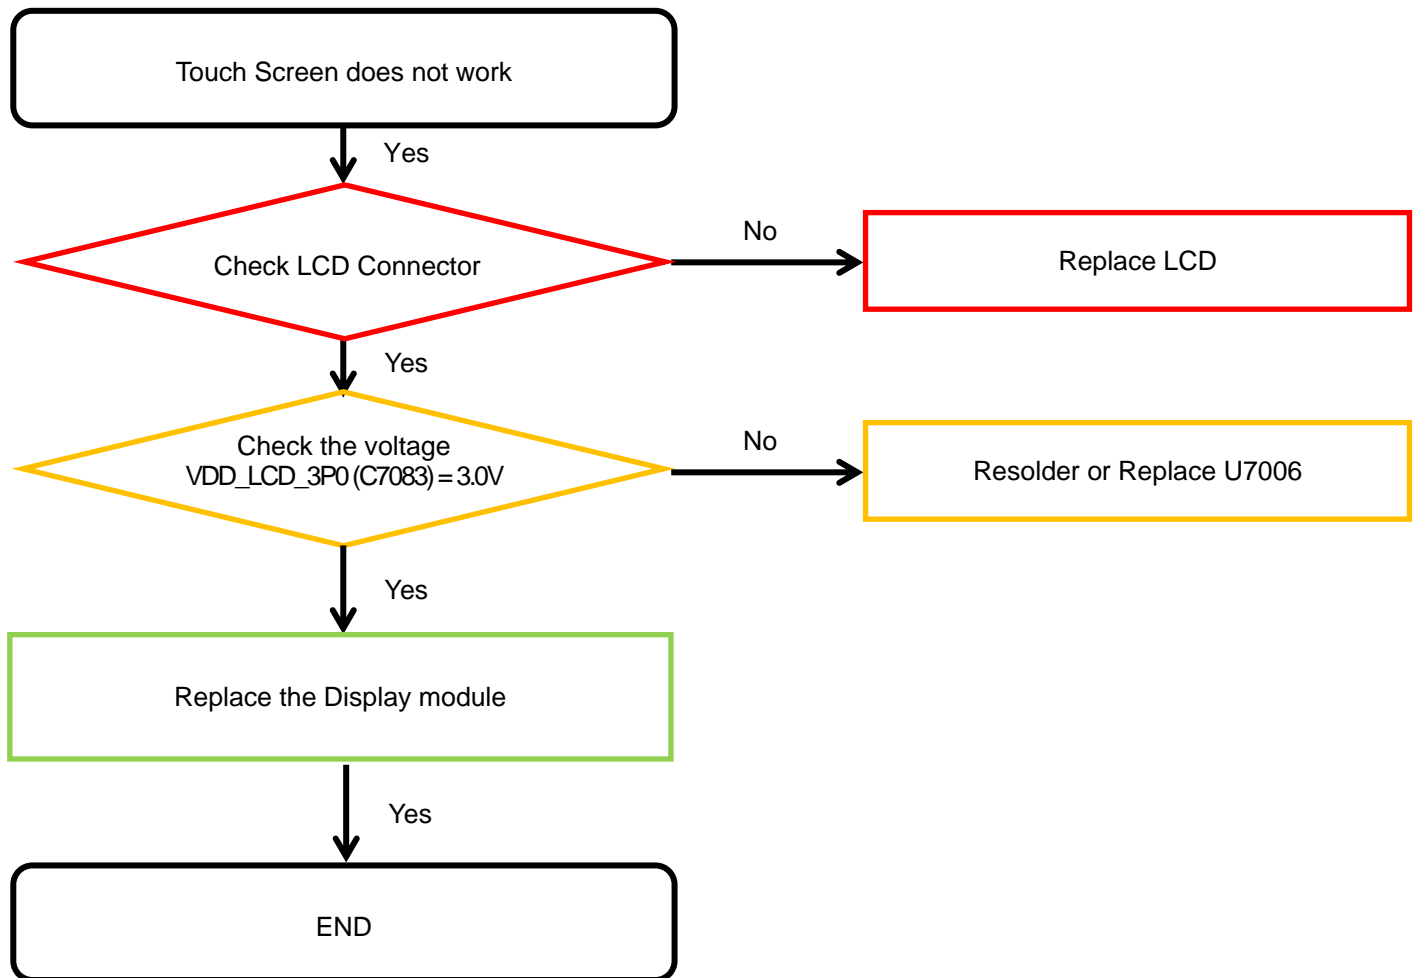 Touch Screen does not work
Yes
Check LCD Connector
No
Replace LCD
Yes
Check the voltage
VDD_LCD_3P0 (C7083) = 3.0V
No
Resolder or Replace U7006
Yes
Replace the Display module
Yes
END